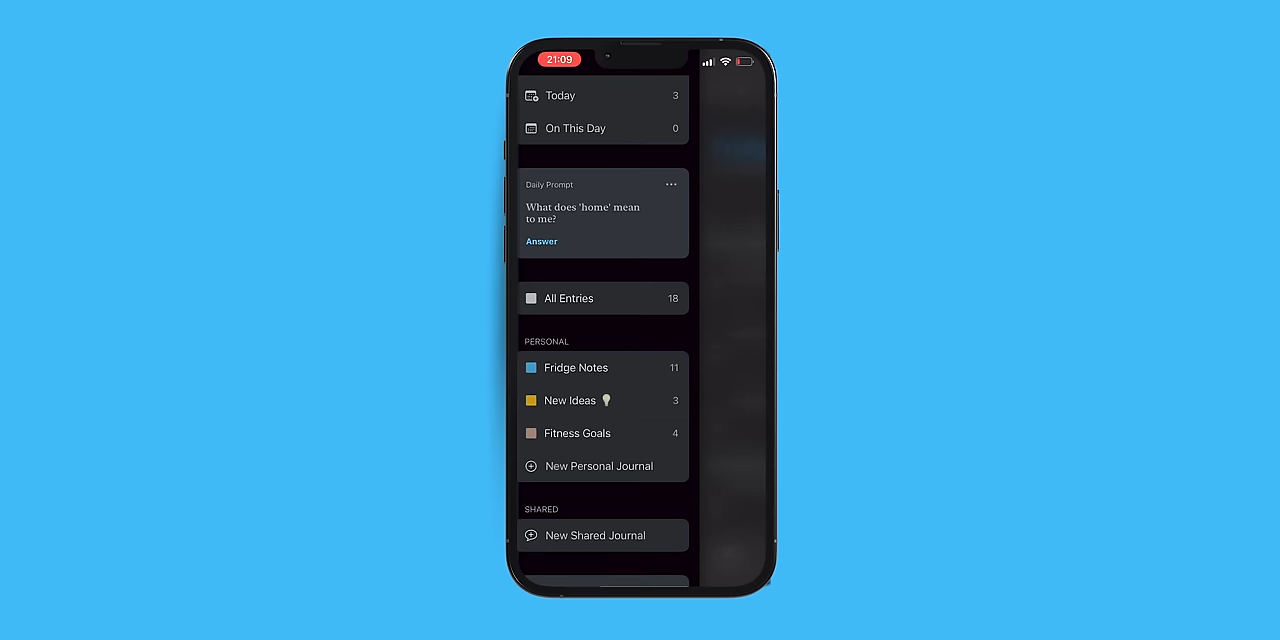 21:09
Today 3
On This Day 0
Daily Prompt
What does 'home' mean
to me?
Answer
All Entries 18
PERSONAL
Fridge Notes 11
New Ideas 💡 3
Fitness Goals 4
New Personal Journal
SHARED
New Shared Journal